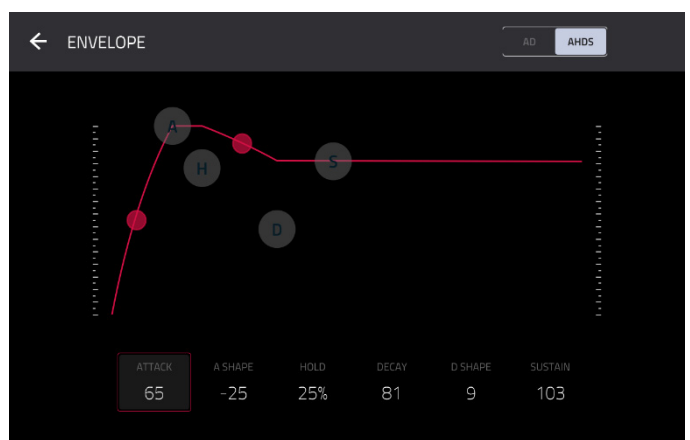 ENVELOPE
AD AHDS
A
H
S
D
ATTACK A SHAPE HOLD DECAY D SHAPE SUSTAIN
65 -25 25% 81 9 103